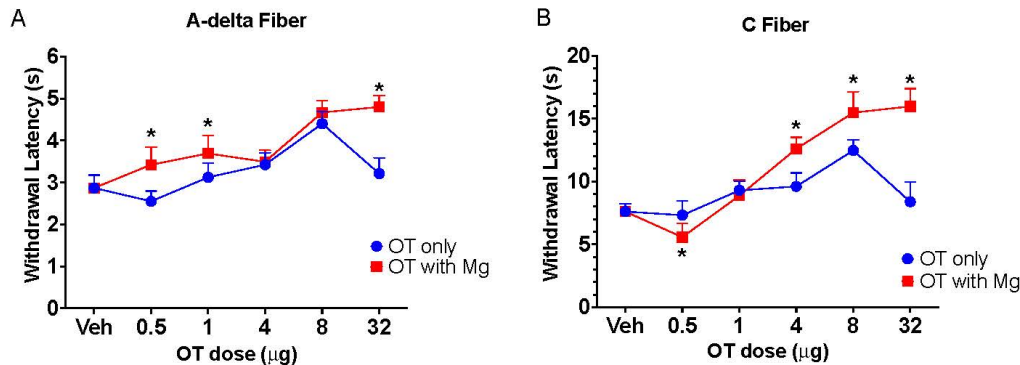 A
A-delta Fiber
Withdrawal Latency (s)
6
5
4
3
2
1
0
* * *
OT only
OT with Mg
Veh 0.5 1 4 8 32
OT dose (μg)
B
C Fiber
Withdrawal Latency (s)
20
15
10
5
0
* * * *
OT only
OT with Mg
Veh 0.5 1 4 8 32
OT dose (μg)